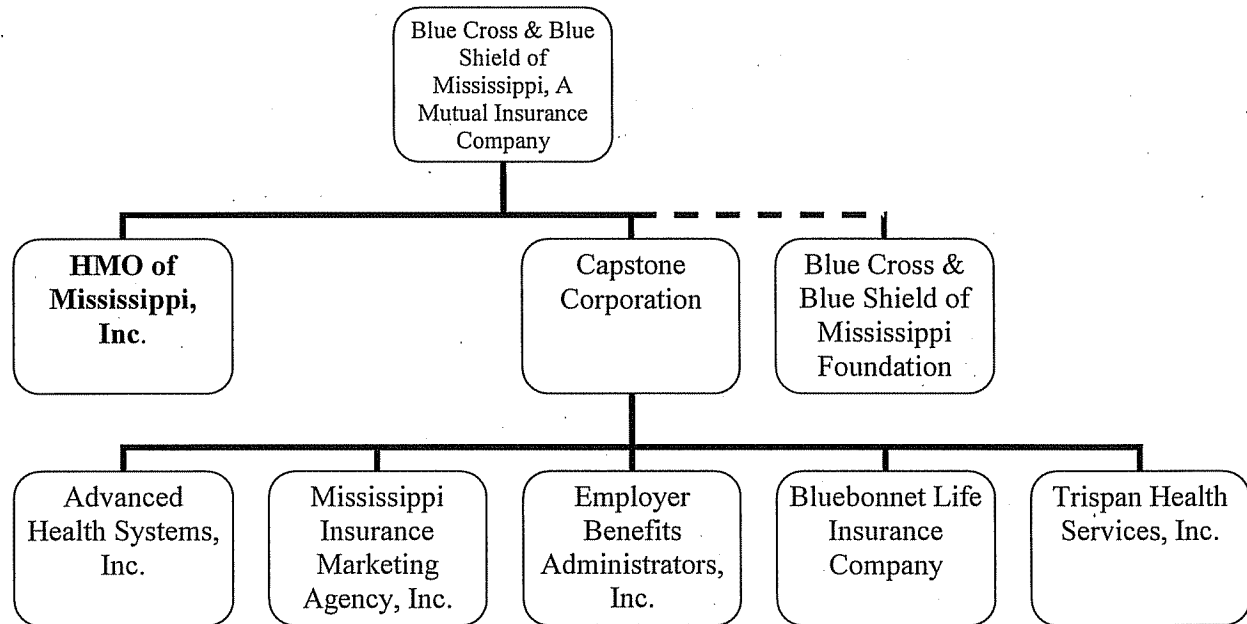 Blue Cross & Blue
Shield of
Mississippi, A
Mutual Insurance
Company
HMO of
Mississippi,
Inc.
Capstone
Corporation
Blue Cross &
Blue Shield of
Mississippi
Foundation
Advanced
Health Systems,
Inc.
Mississippi
Insurance
Marketing
Agency, Inc.
Employer
Benefits
Administrators,
Inc.
Bluebonnet Life
Insurance
Company
Trispan Health
Services, Inc.